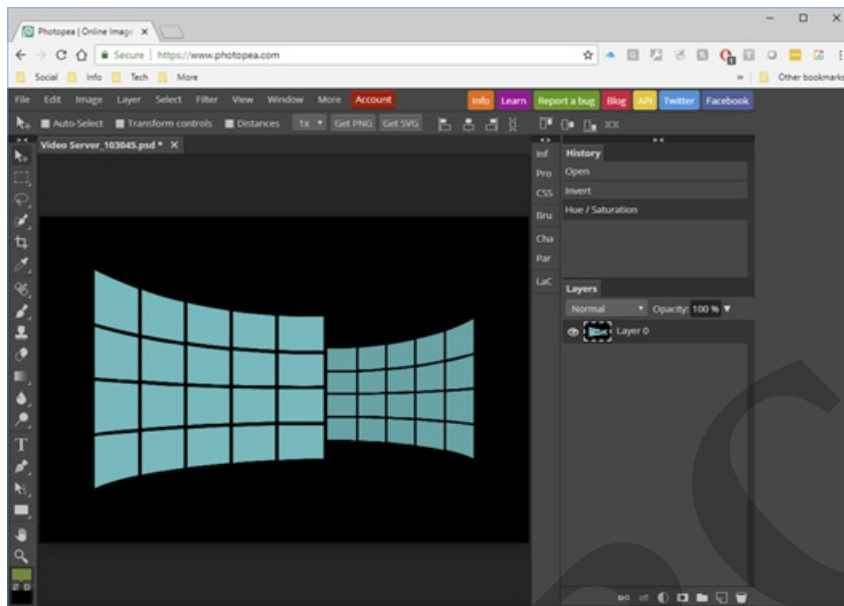 Photopea | Online Image
Secure | https://www.photopea.com
Social Info Tech More Other bookmarks
File Edit Image Layer Select Filter View Window More Account Info Learn Report a bug Blog API Twitter Facebook
Auto-Select Transform controls Distances 1x Get PNG Get SVG
Video Server_103045.psd *
Inf
Pro
CSS
Bru
Cha
Par
LaC
History
Open
Invert
Hue / Saturation
Layers
Normal Opacity: 100 %
Layer 0
T
D